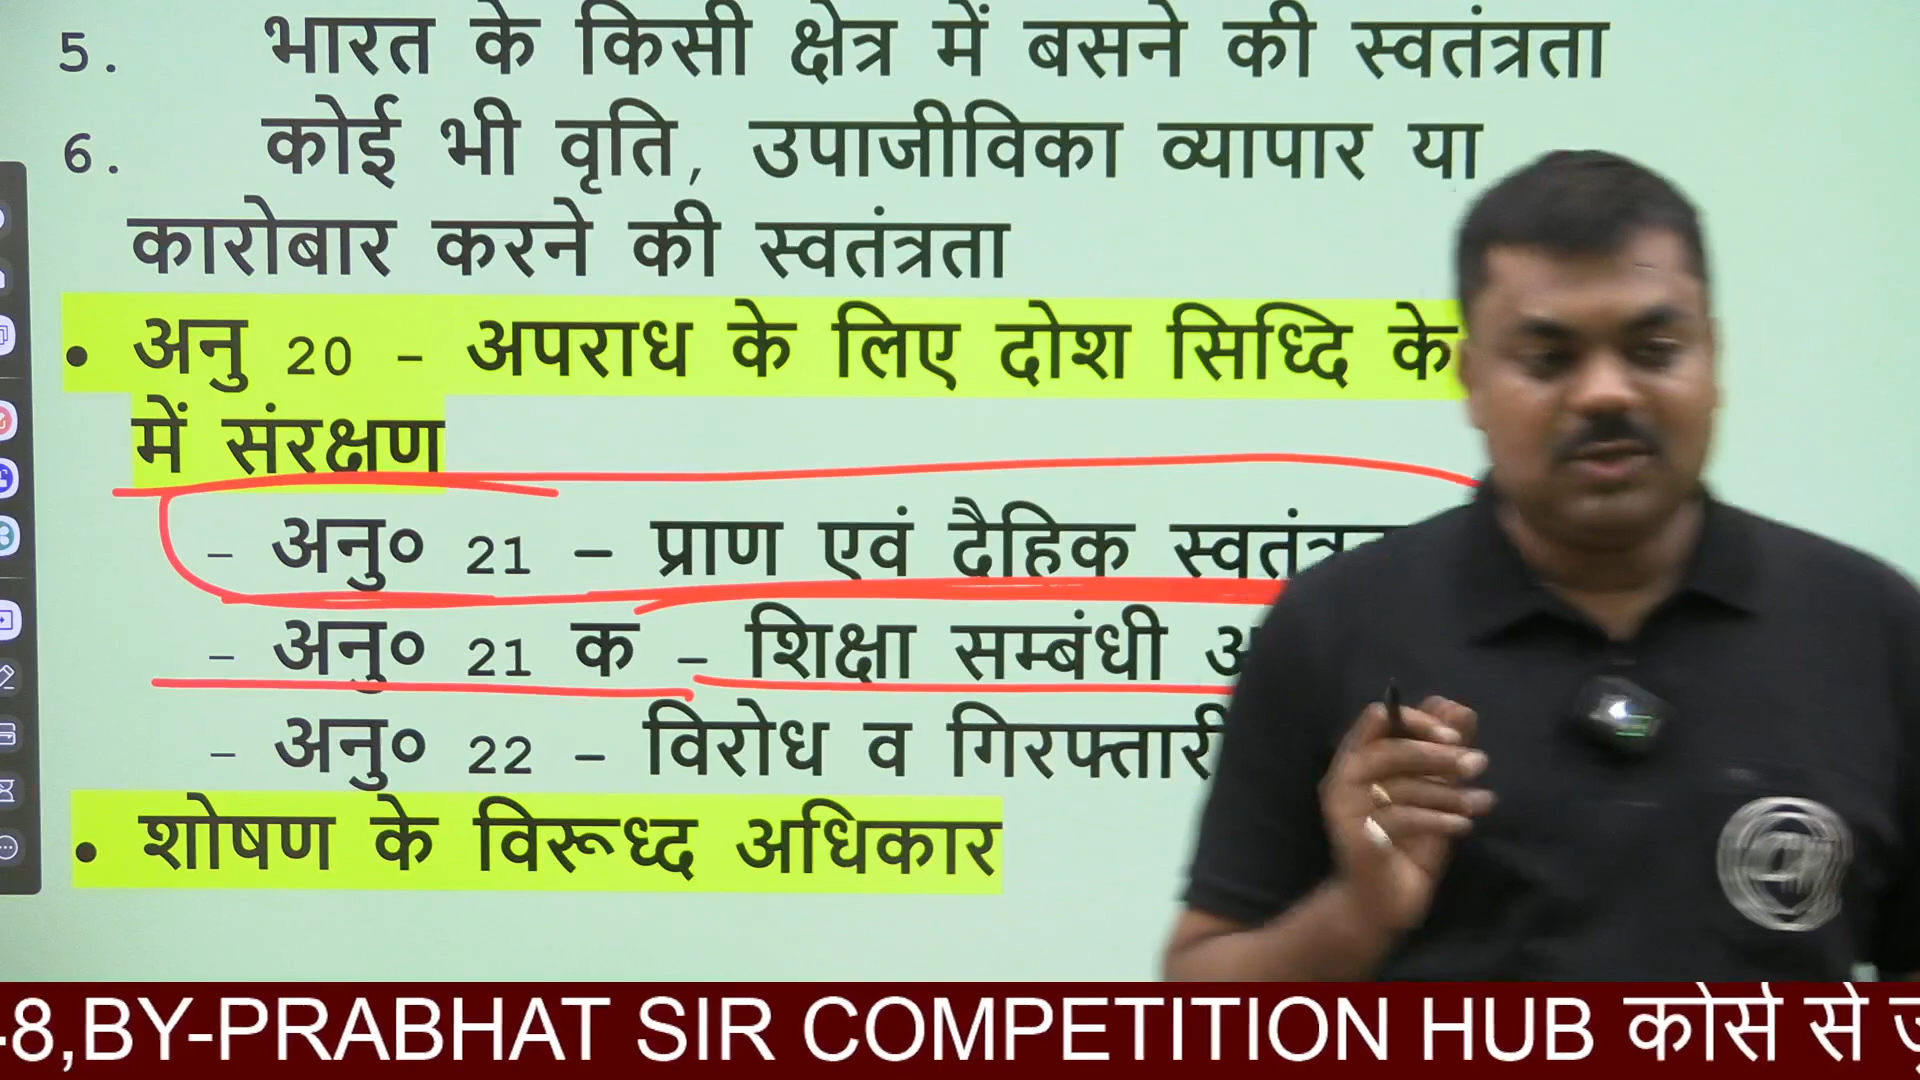 5. भारत के किसी क्षेत्र में बसने की स्वतंत्रता
6. कोई भी वृति, उपाजीविका व्यापार या
कारोबार करने की स्वतंत्रता
• अनु 20 - अपराध के लिए दोश सिध्दि के
में संरक्षण
- अनु० 21 - प्राण एवं दैहिक
- अनु० 21 क - शिक्षा सम्बंधी
- अनु० 22 - विरोध व गिरफ्तारी
• शोषण के विरूध्द अधिकार
-8,BY-PRABHAT SIR COMPETITION HUB कोर्स से